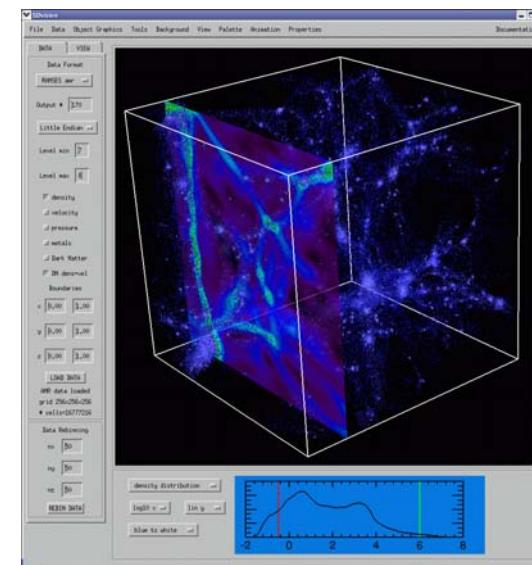 SDvision
File Data Object Graphics Tools Background View Palette Animation Properties Documentati
DATA VIEW
Data Format
RAMSES amr
Output # 170
Little Endian
Level min 7
Level max 8
density
velocity
pressure
metals
Dark Matter
DM dens+vel
Boundaries
x 0.00 1.00
y 0.00 1.00
z 0.00 1.00
LOAD DATA
AMR data loaded
grid 256×256×256
# cells=16777216
Data Rebinning
nx 50
ny 50
nz 50
REBIN DATA
density distribution
log10 x lin y
blue to white
-2 0 2 4 6 8